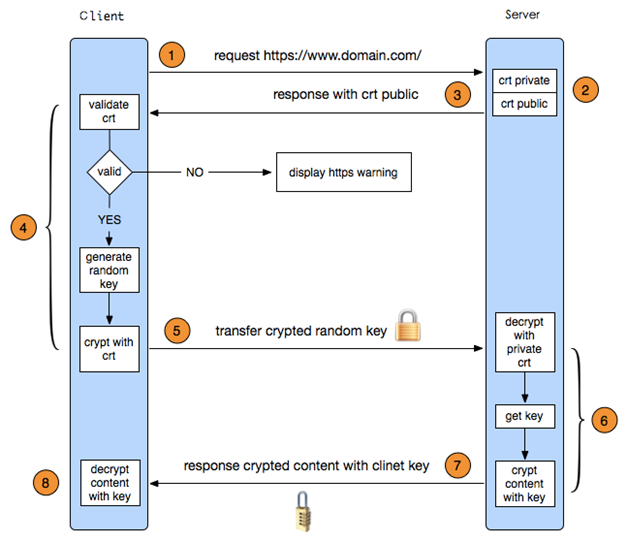 Client
Server
1
request https://www.domain.com/
crt private
crt public
2
response with crt public
3
validate
crt
valid
NO
display https warning
YES
4
generate
random
key
crypt with
crt
5
transfer crypted random key
decrypt
with
private
crt
get key
6
crypt
content
with key
response crypted content with clinet key
7
8
decrypt
content
with key